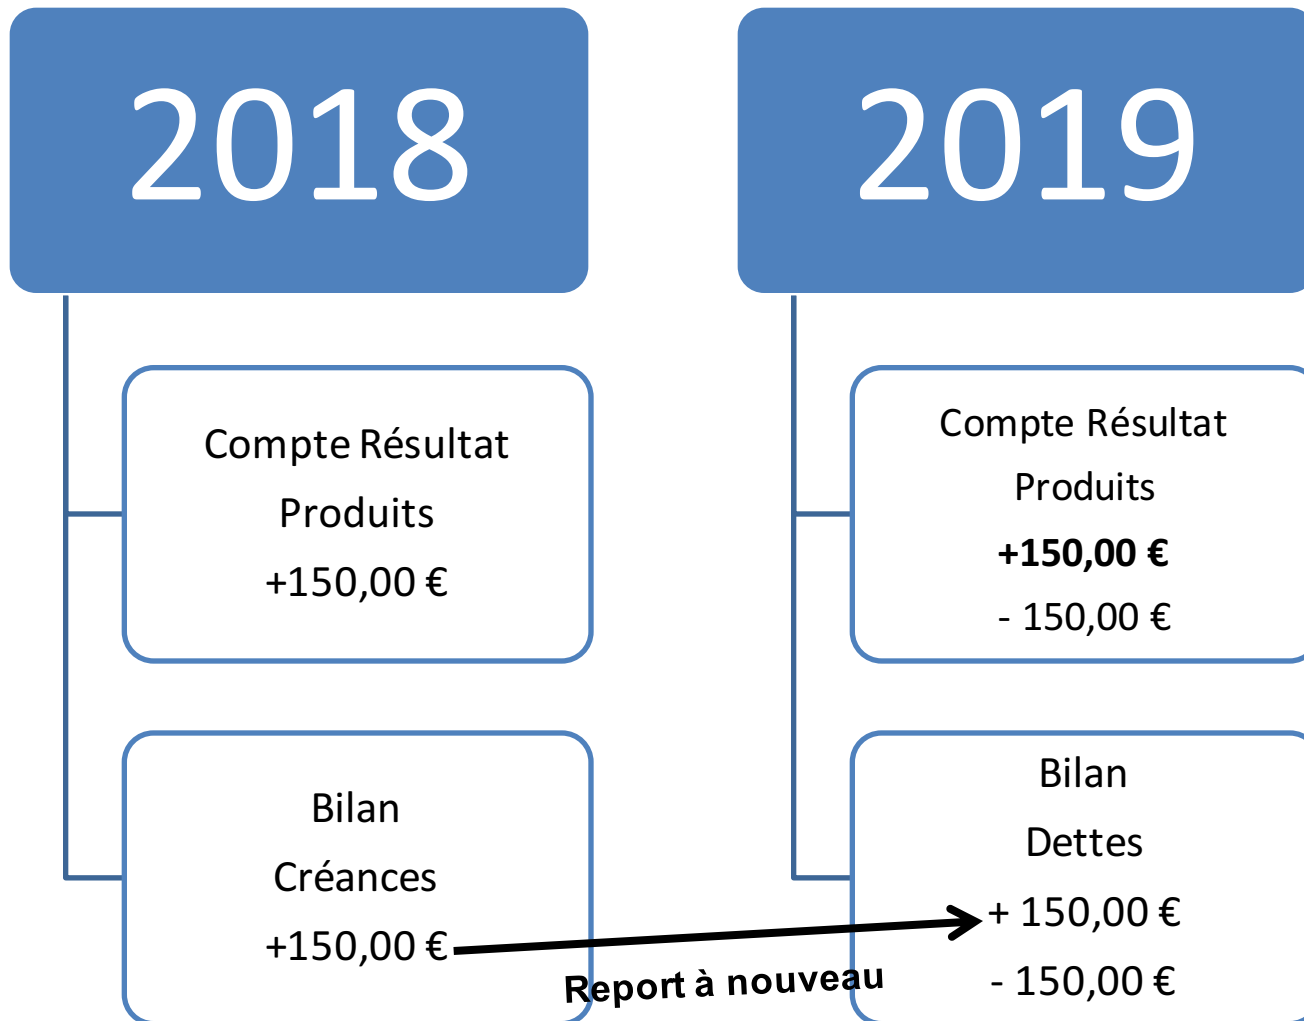 2018
Compte Résultat
Produits
+150,00 €
Bilan
Créances
+150,00 €
Report à nouveau
2019
Compte Résultat
Produits
+150,00 €
- 150,00 €
Bilan
Dettes
+ 150,00 €
- 150,00 €